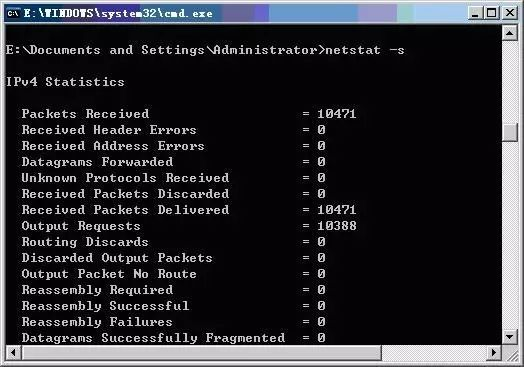 E:\WINDOWS\system32\cmd.exe
E:\Documents and Settings\Administrator>netstat -s
IPv4 Statistics
Packets Received = 10471
Received Header Errors = 0
Received Address Errors = 0
Datagrams Forwarded = 0
Unknown Protocols Received = 0
Received Packets Discarded = 0
Received Packets Delivered = 10471
Output Requests = 10388
Routing Discards = 0
Discarded Output Packets = 0
Output Packet No Route = 0
Reassembly Required = 0
Reassembly Successful = 0
Reassembly Failures = 0
Datagrams Successfully Fragmented = 0